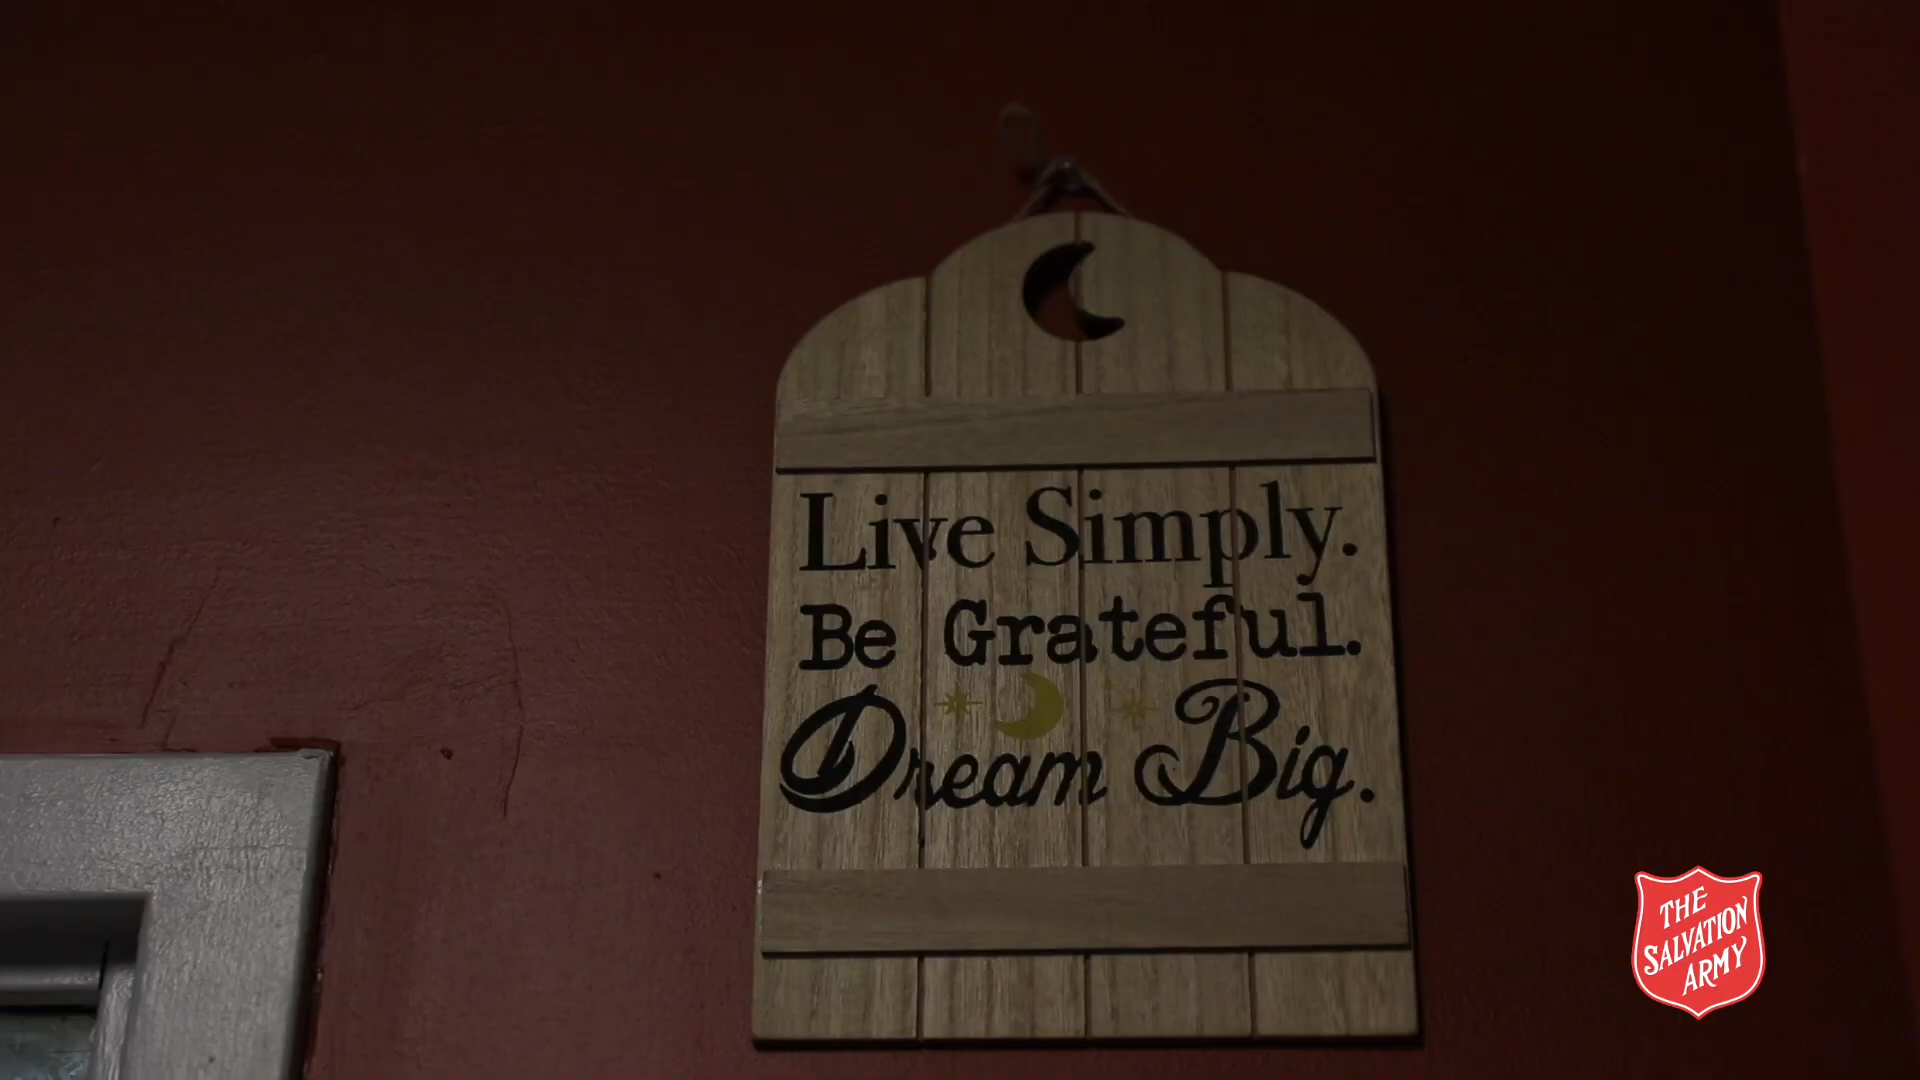 Live Simply.
Be Grateful.
Dream Big.
THE
SALVATION
ARMY